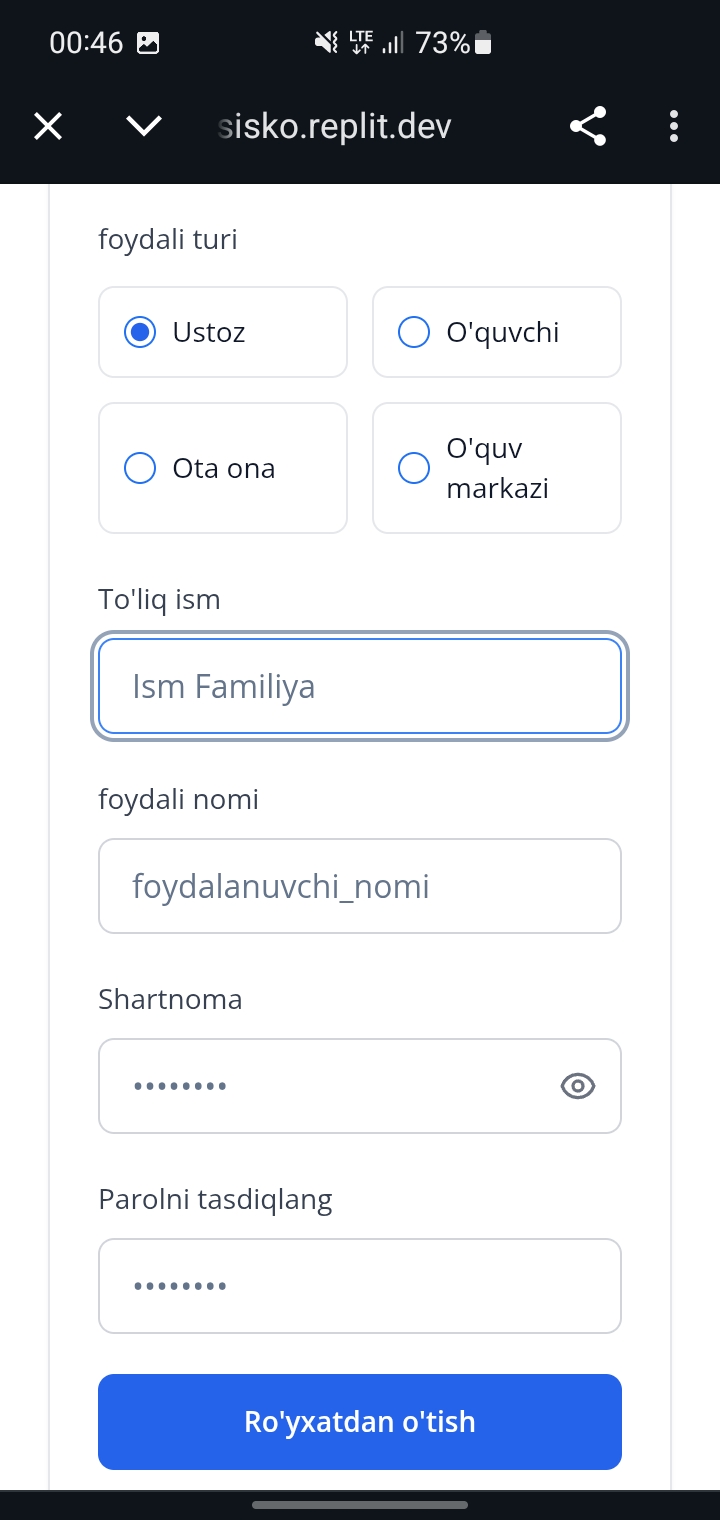 00:46 LTE 73%
sisko.replit.dev
foydali turi
Ustoz
O'quvchi
Ota ona
O'quv
markazi
To'liq ism
Ism Familiya
foydali nomi
foydalanuvchi_nomi
Shartnoma
••••••••
Parolni tasdiqlang
••••••••
Ro'yxatdan o'tish